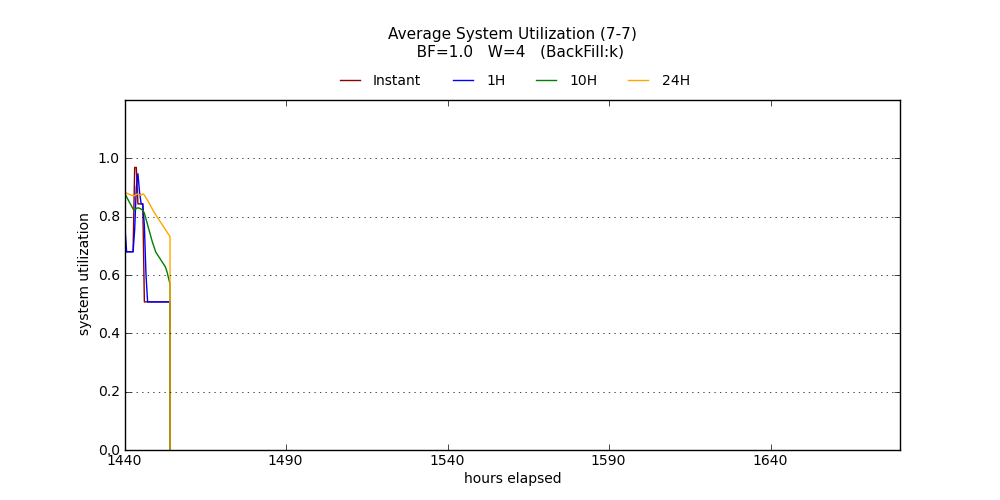 Average System Utilization (7-7)
BF=1.0 W=4 (BackFill:k)
Instant 1H 10H 24H
1.0
0.8
0.6
0.4
0.2
0.0
system utilization
1440 1490 1540 1590 1640
hours elapsed